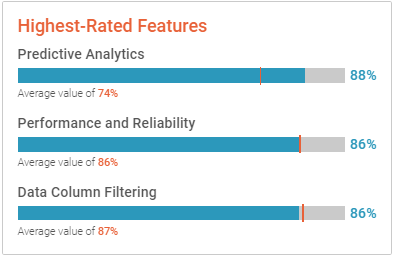 Highest-Rated Features
Predictive Analytics
88%
Average value of 74%
Performance and Reliability
86%
Average value of 86%
Data Column Filtering
86%
Average value of 87%